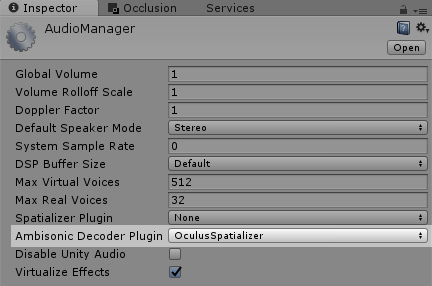 Inspector Occlusion Services
AudioManager
Open
Global Volume 1
Volume Rolloff Scale 1
Doppler Factor 1
Default Speaker Mode Stereo
System Sample Rate 0
DSP Buffer Size Default
Max Virtual Voices 512
Max Real Voices 32
Spatializer Plugin None
Ambisonic Decoder Plugin OculusSpatializer
Disable Unity Audio
Virtualize Effects